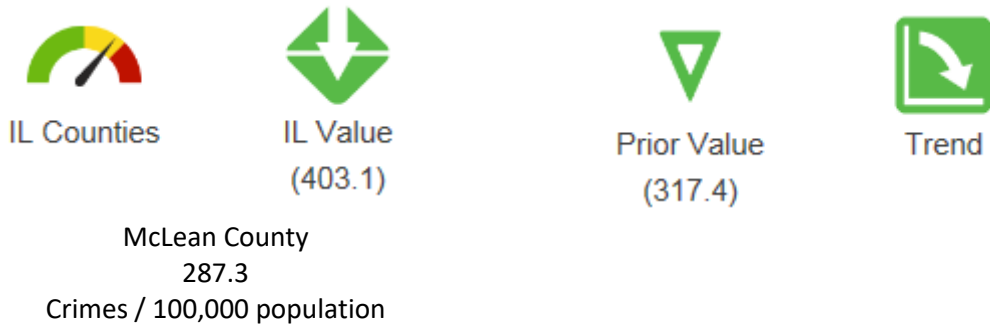 IL Counties
IL Value
(403.1)
Prior Value
(317.4)
Trend
McLean County
287.3
Crimes / 100,000 population